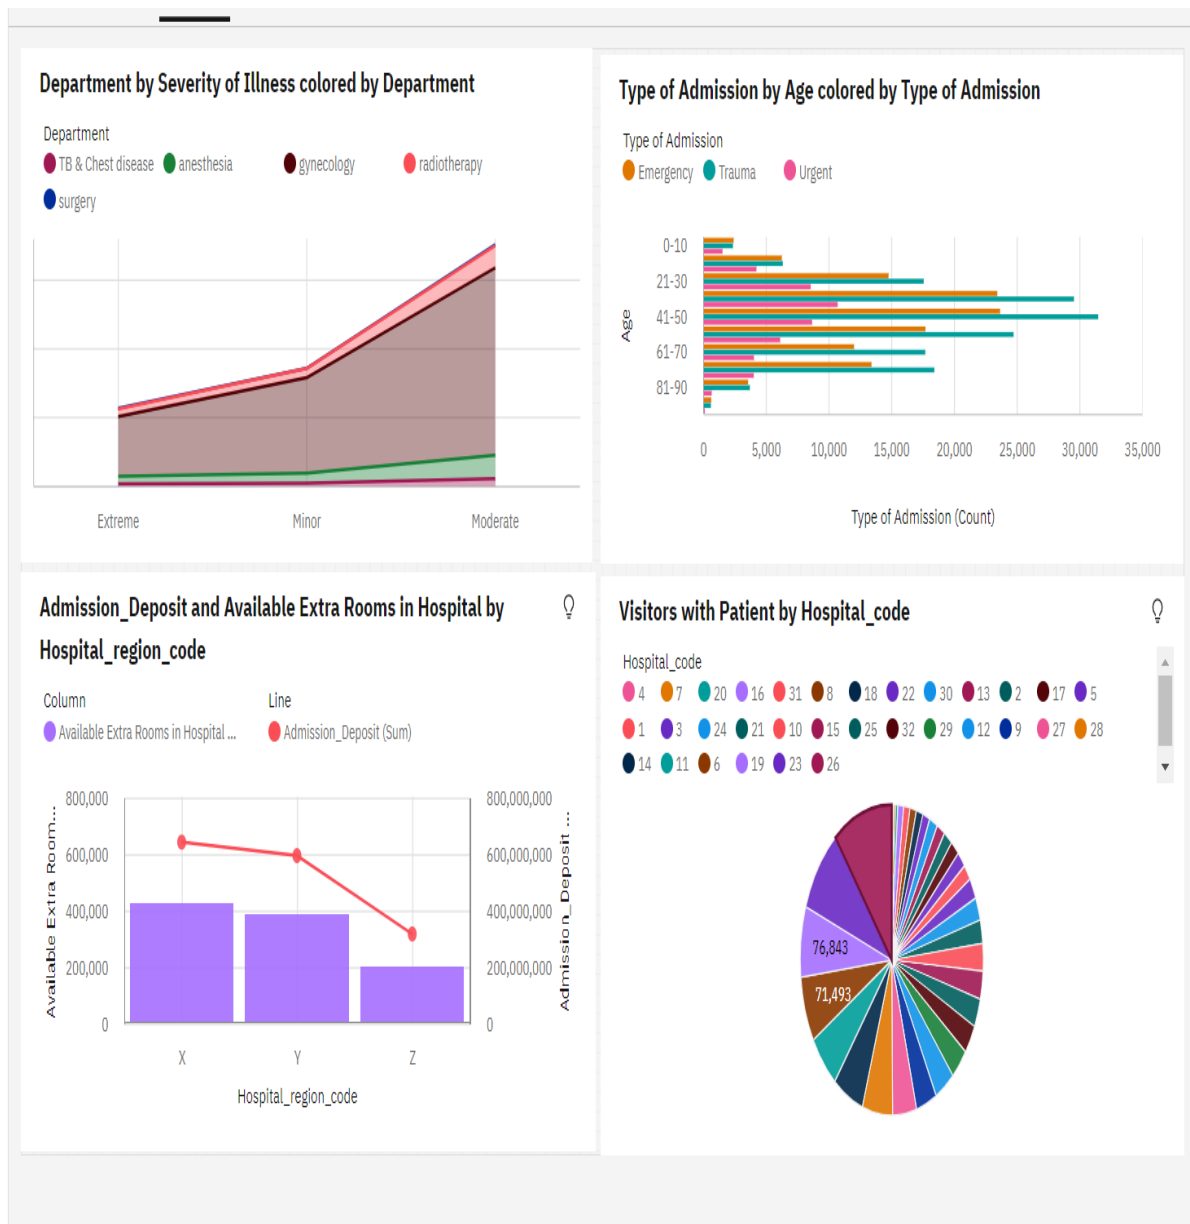 Department by Severity of Illness colored by Department
Department
TB & Chest disease anesthesia gynecology radiotherapy
surgery
Extreme Minor Moderate
Type of Admission by Age colored by Type of Admission
Type of Admission
Emergency Trauma Urgent
Age
0-10
21-30
41-50
61-70
81-90
0 5,000 10,000 15,000 20,000 25,000 30,000 35,000
Type of Admission (Count)
Admission_Deposit and Available Extra Rooms in Hospital by
Hospital_region_code
Column Line
Available Extra Rooms in Hospital ... Admission_Deposit (Sum)
Available Extra Room...
800,000
600,000
400,000
200,000
0
800,000,000
600,000,000
400,000,000
200,000,000
0
Admission_Deposit ...
X Y Z
Hospital_region_code
Visitors with Patient by Hospital_code
Hospital_code
4 7 20 16 31 8 18 22 30 13 2 17 5
1 3 24 21 10 15 25 32 29 12 9 27 28
14 11 6 19 23 26
76,843
71,493